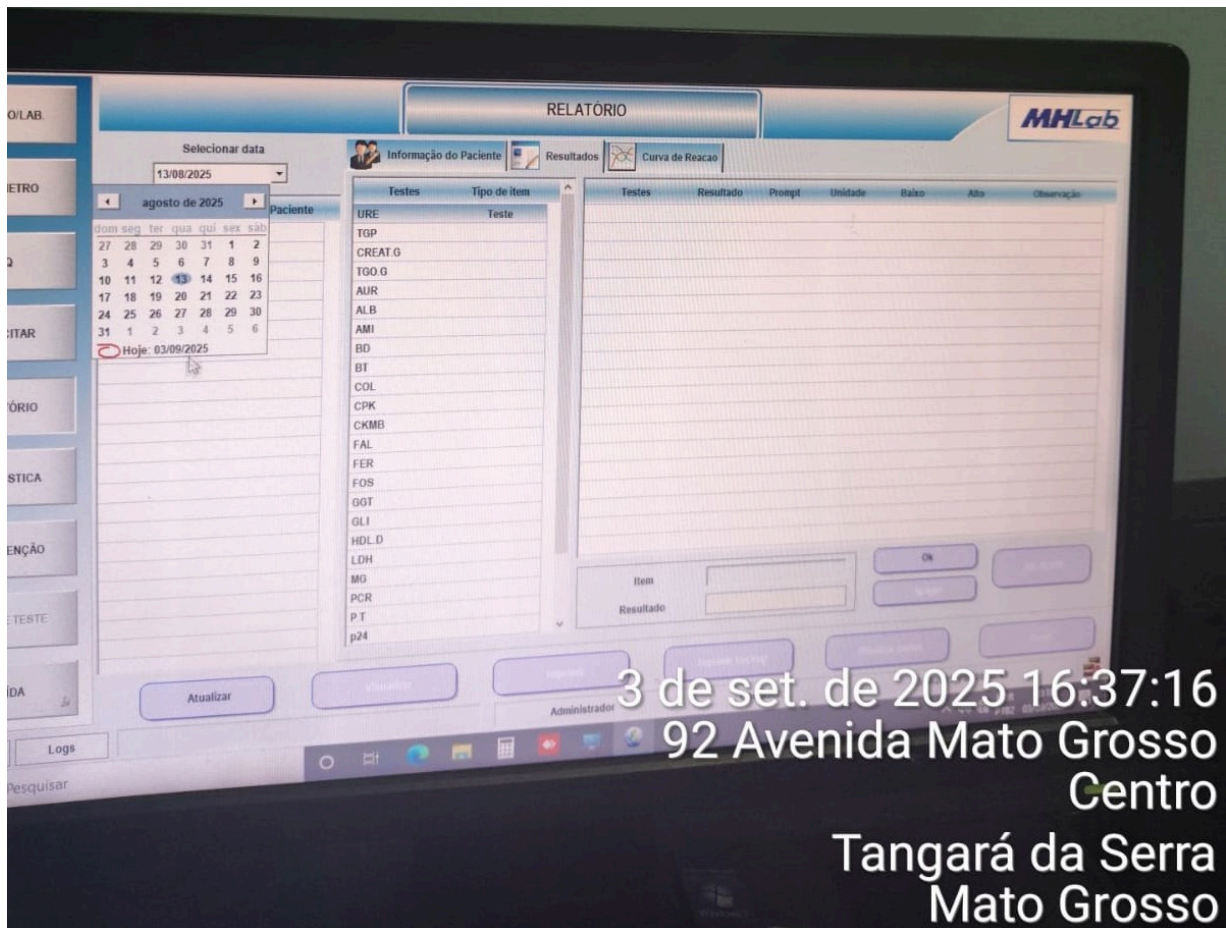 O/LAB.
ETRO
Q
CITAR
ÓRIO
STICA
ENÇÃO
E TESTE
ÍDA
Logs
Pesquisar
RELATÓRIO
MHLab
Selecionar data
13/08/2025
agosto de 2025
dom seg ter qua qui sex sáb
27 28 29 30 31 1 2
3 4 5 6 7 8 9
10 11 12 13 14 15 16
17 18 19 20 21 22 23
24 25 26 27 28 29 30
31 1 2 3 4 5 6
Hoje: 03/09/2025
Paciente
Informação do Paciente Resultados Curva de Reacao
Testes Tipo de item
URE Teste
TGP
CREAT.G
TGO.G
AUR
ALB
AMI
BD
BT
COL
CPK
CKMB
FAL
FER
FOS
GGT
GLI
HDL.D
LDH
MG
PCR
P.T
p24
Testes Resultado Prompt Unidade Baixo Alto Observação
Item
Resultado
Ok
Atualizar
Administrador
3 de set. de 2025 16:37:16
92 Avenida Mato Grosso
Centro
Tangará da Serra
Mato Grosso